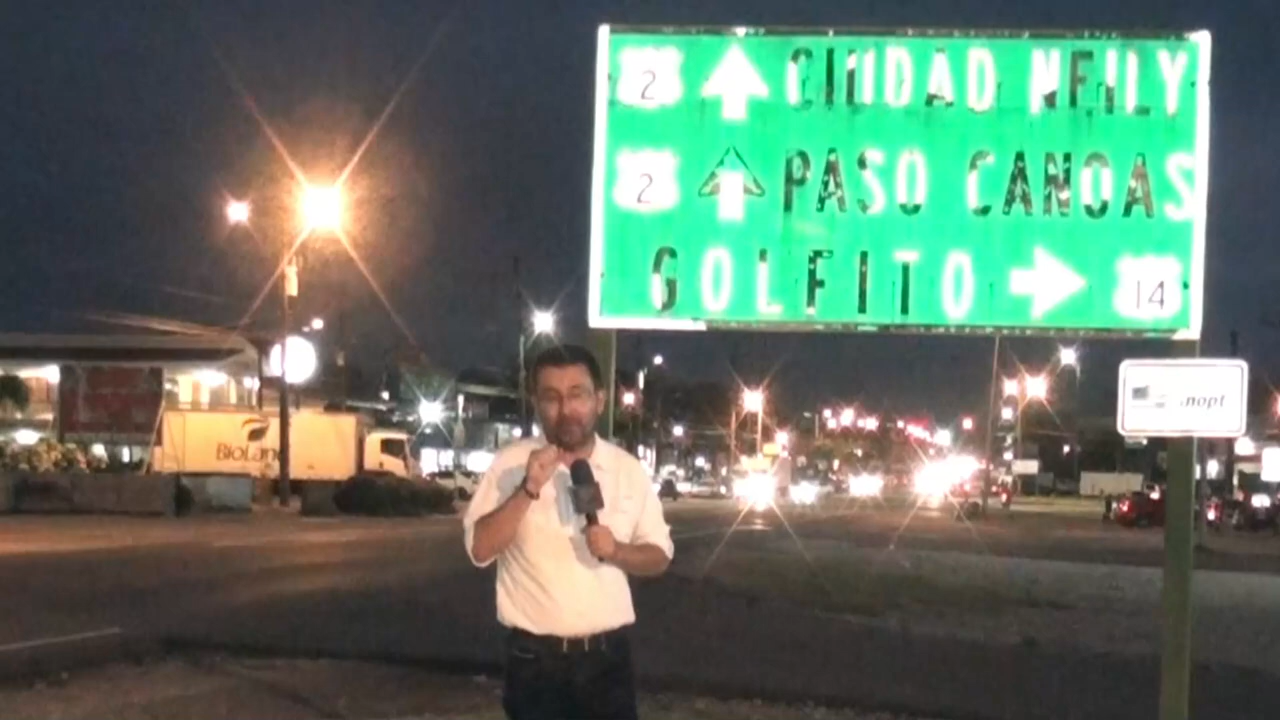 2 CIUDAD NEILY
2 PASO CANOAS
GOLFITO 14
mopt
BioLand